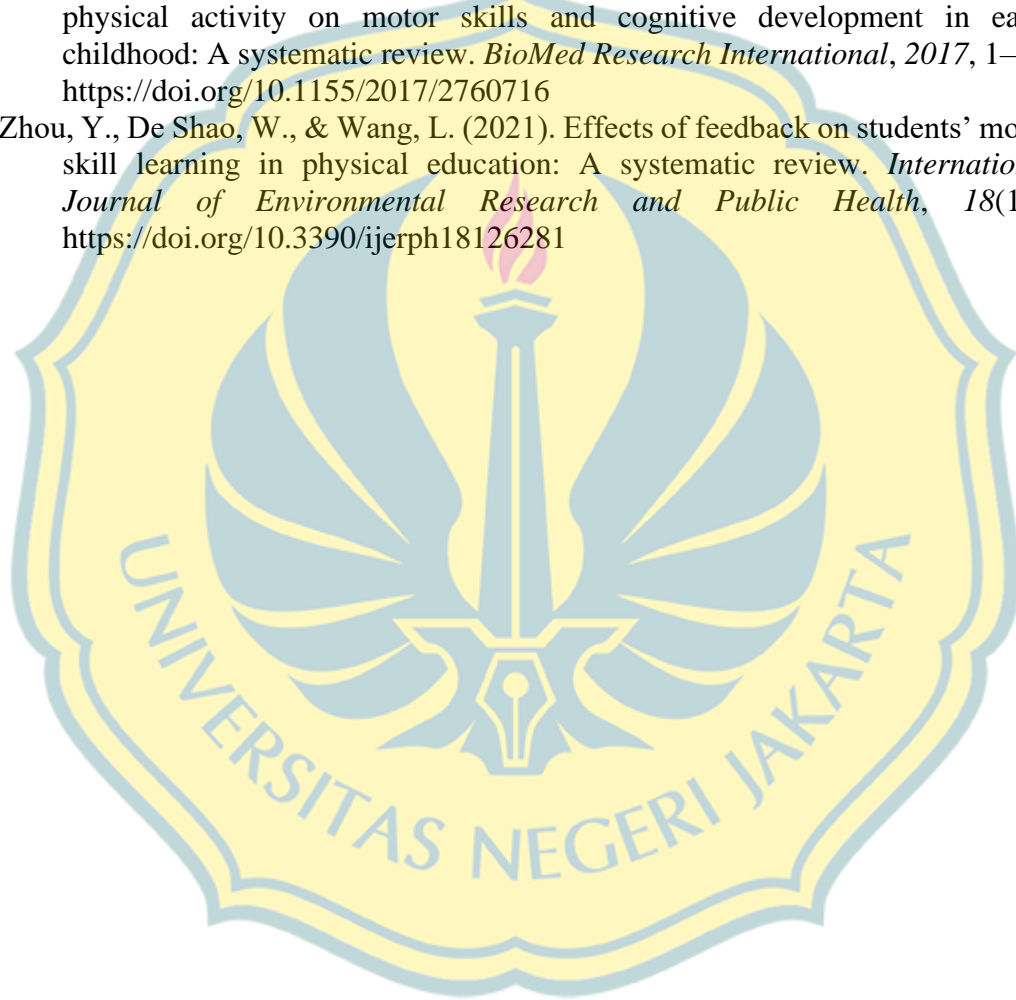 physical activity on motor skills and cognitive development in ea
childhood: A systematic review. BioMed Research International, 2017, 1–
https://doi.org/10.1155/2017/2760716
Zhou, Y., De Shao, W., & Wang, L. (2021). Effects of feedback on students’ mo
skill learning in physical education: A systematic review. Internatio
Journal of Environmental Research and Public Health, 18(1
https://doi.org/10.3390/ijerph18126281
UNIVERSITAS NEGERI JAKARTA